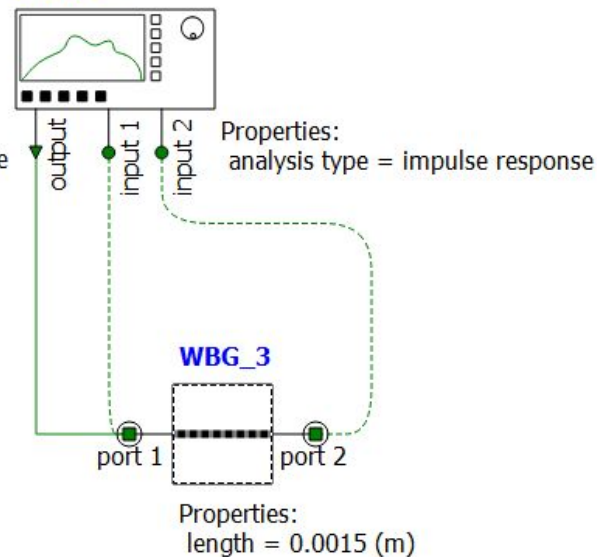 Properties:
analysis type = impulse response
e
output
input 1
input 2
WBG_3
port 1
port 2
Properties:
length = 0.0015 (m)